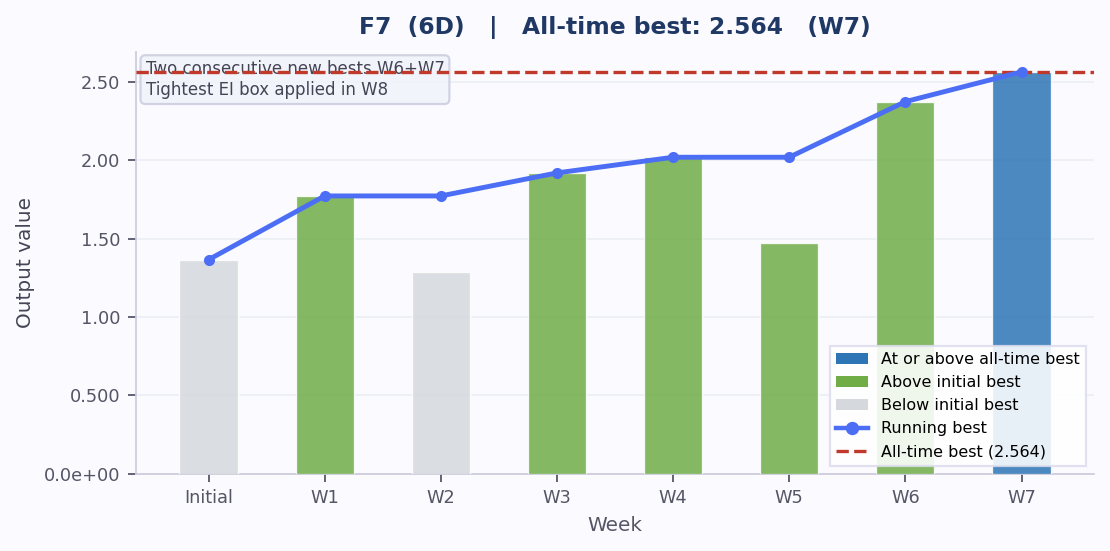 F7  (6D)   |   All-time best: 2.564   (W7)
Two consecutive new bests W6+W7
Tightest EI box applied in W8
2.50
2.00
1.50
1.00
0.500
0.0e+00
Output value
At or above all-time best
Above initial best
Below initial best
Running best
All-time best (2.564)
Initial W1 W2 W3 W4 W5 W6 W7
Week